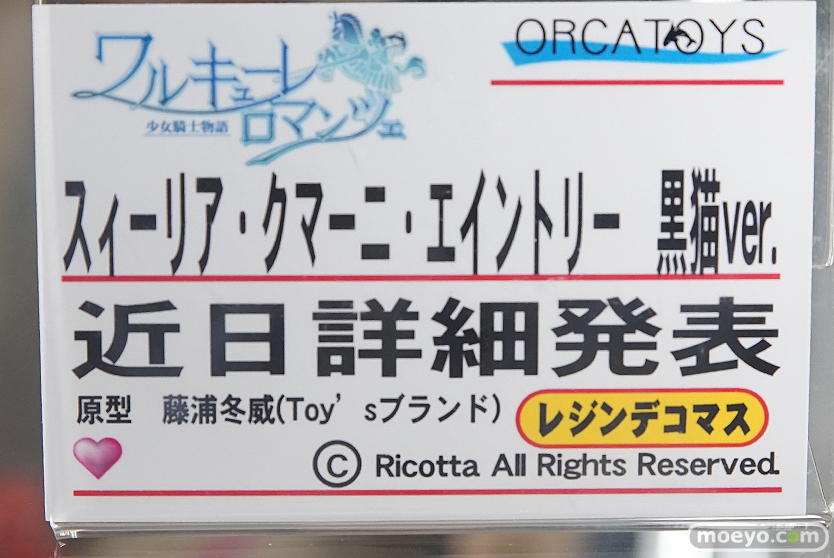 ワルキューレ
ロマンツェ
少女騎士物語
ORCATOYS
スィーリア・クマーニ・エイントリー 黒猫ver.
近日詳細発表
原型 藤浦冬威(Toy'sブランド)
レジンデコマス
© Ricotta All Rights Reserved.
moeyo.com